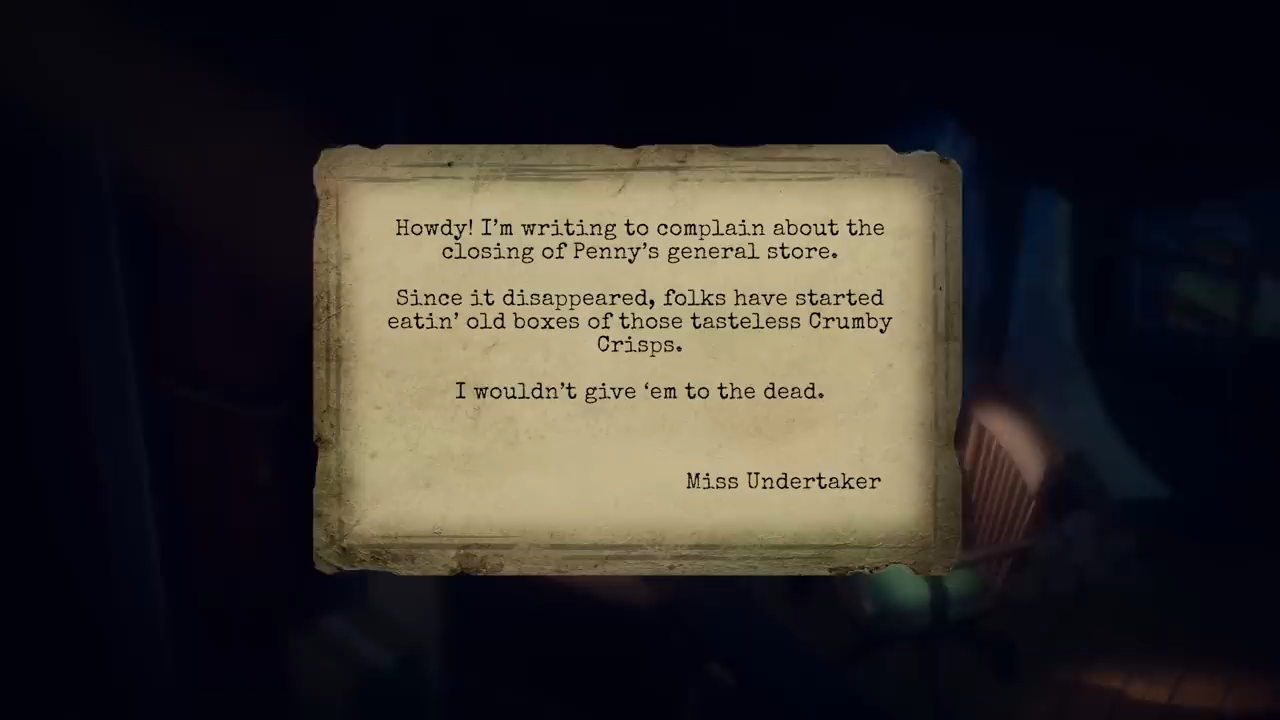 Howdy! I’m writing to complain about the
closing of Penny’s general store.
Since it disappeared, folks have started
eatin’ old boxes of those tasteless Crumby
Crisps.
I wouldn’t give ‘em to the dead.
Miss Undertaker